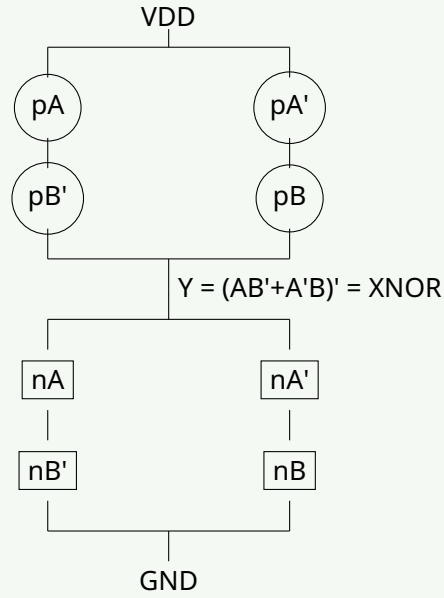 VDD
pA pA'
pB' pB
Y = (AB'+A'B)' = XNOR
nA nA'
nB' nB
GND